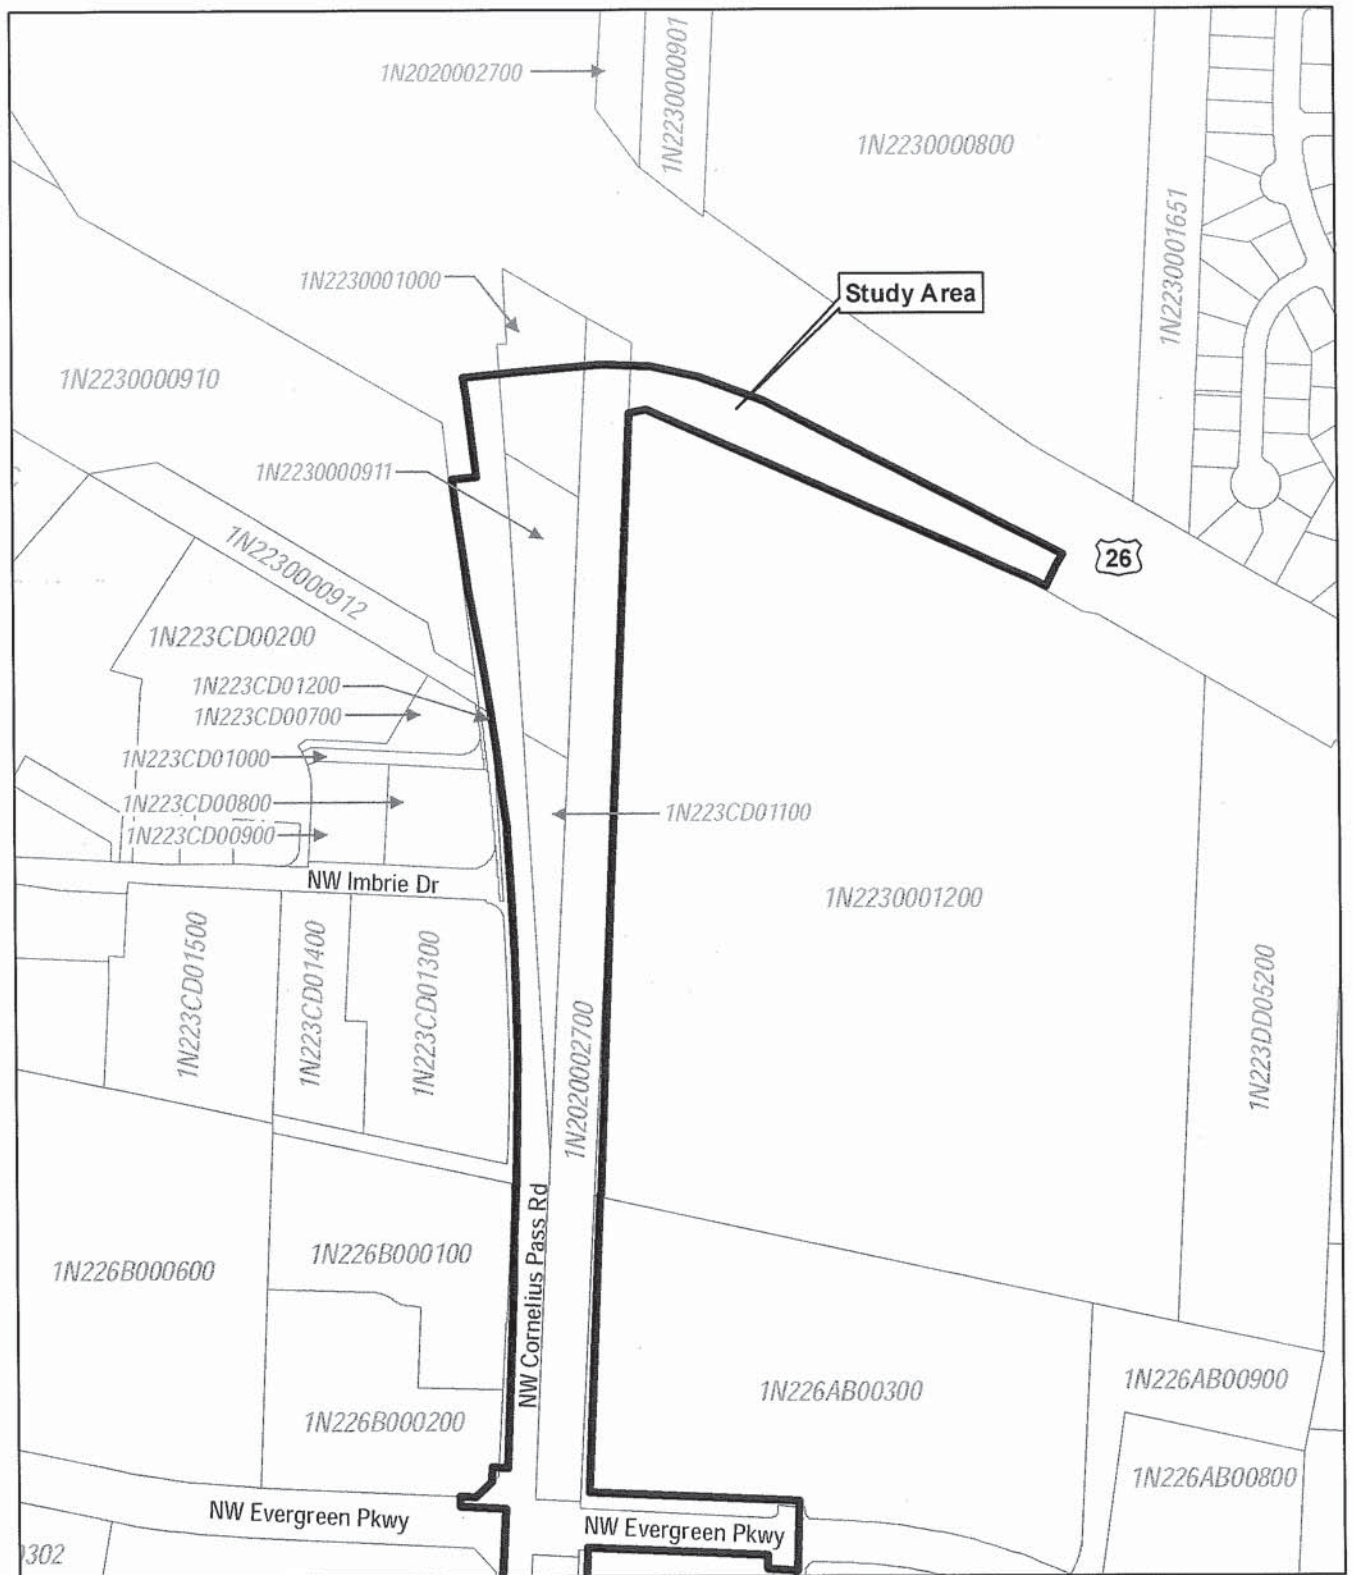 1N2020002700
1N2230000901
1N2230000800
1N2230001651
1N2230001000
Study Area
1N2230000910
1N2230000911
26
1N2230000912
1N223CD00200
1N223CD01200
1N223CD00700
1N223CD01000
1N223CD00800
1N223CD01100
1N223CD00900
NW Imbrie Dr
1N2230001200
1N223CD01500
1N223CD01400
1N223CD01300
1N2020002700
1N223DD05200
NW Cornelius Pass Rd
1N226B000600
1N226B000100
1N226AB00300
1N226AB00900
1N226B000200
1N226AB00800
NW Evergreen Pkwy
NW Evergreen Pkwy